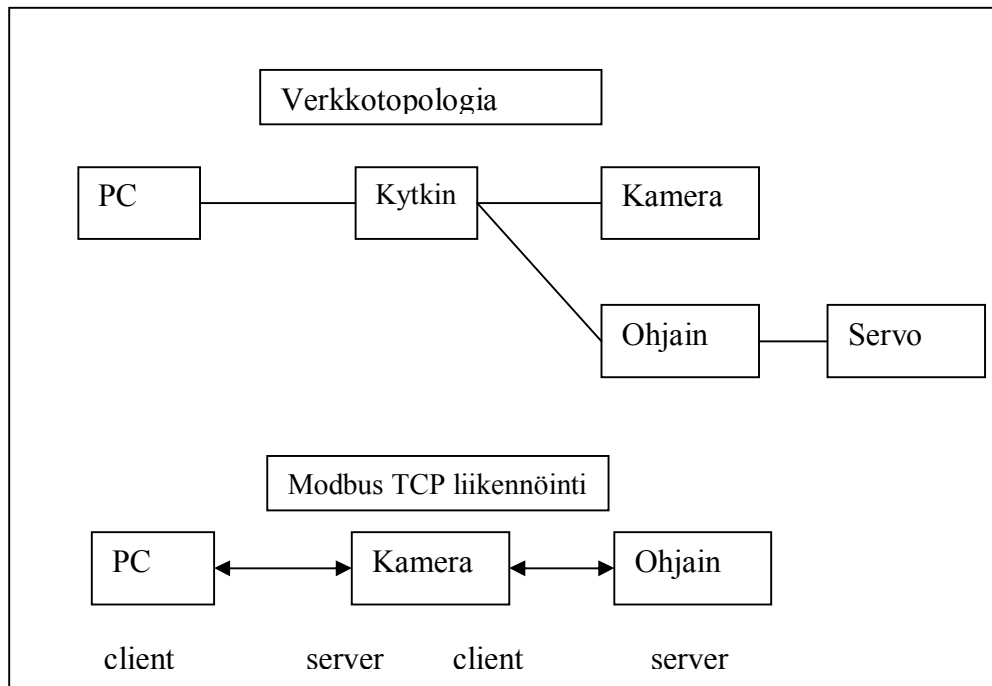 Verkkotopologia
PC Kytkin Kamera
Ohjain Servo
Modbus TCP liikennöinti
PC Kamera Ohjain
client server client server